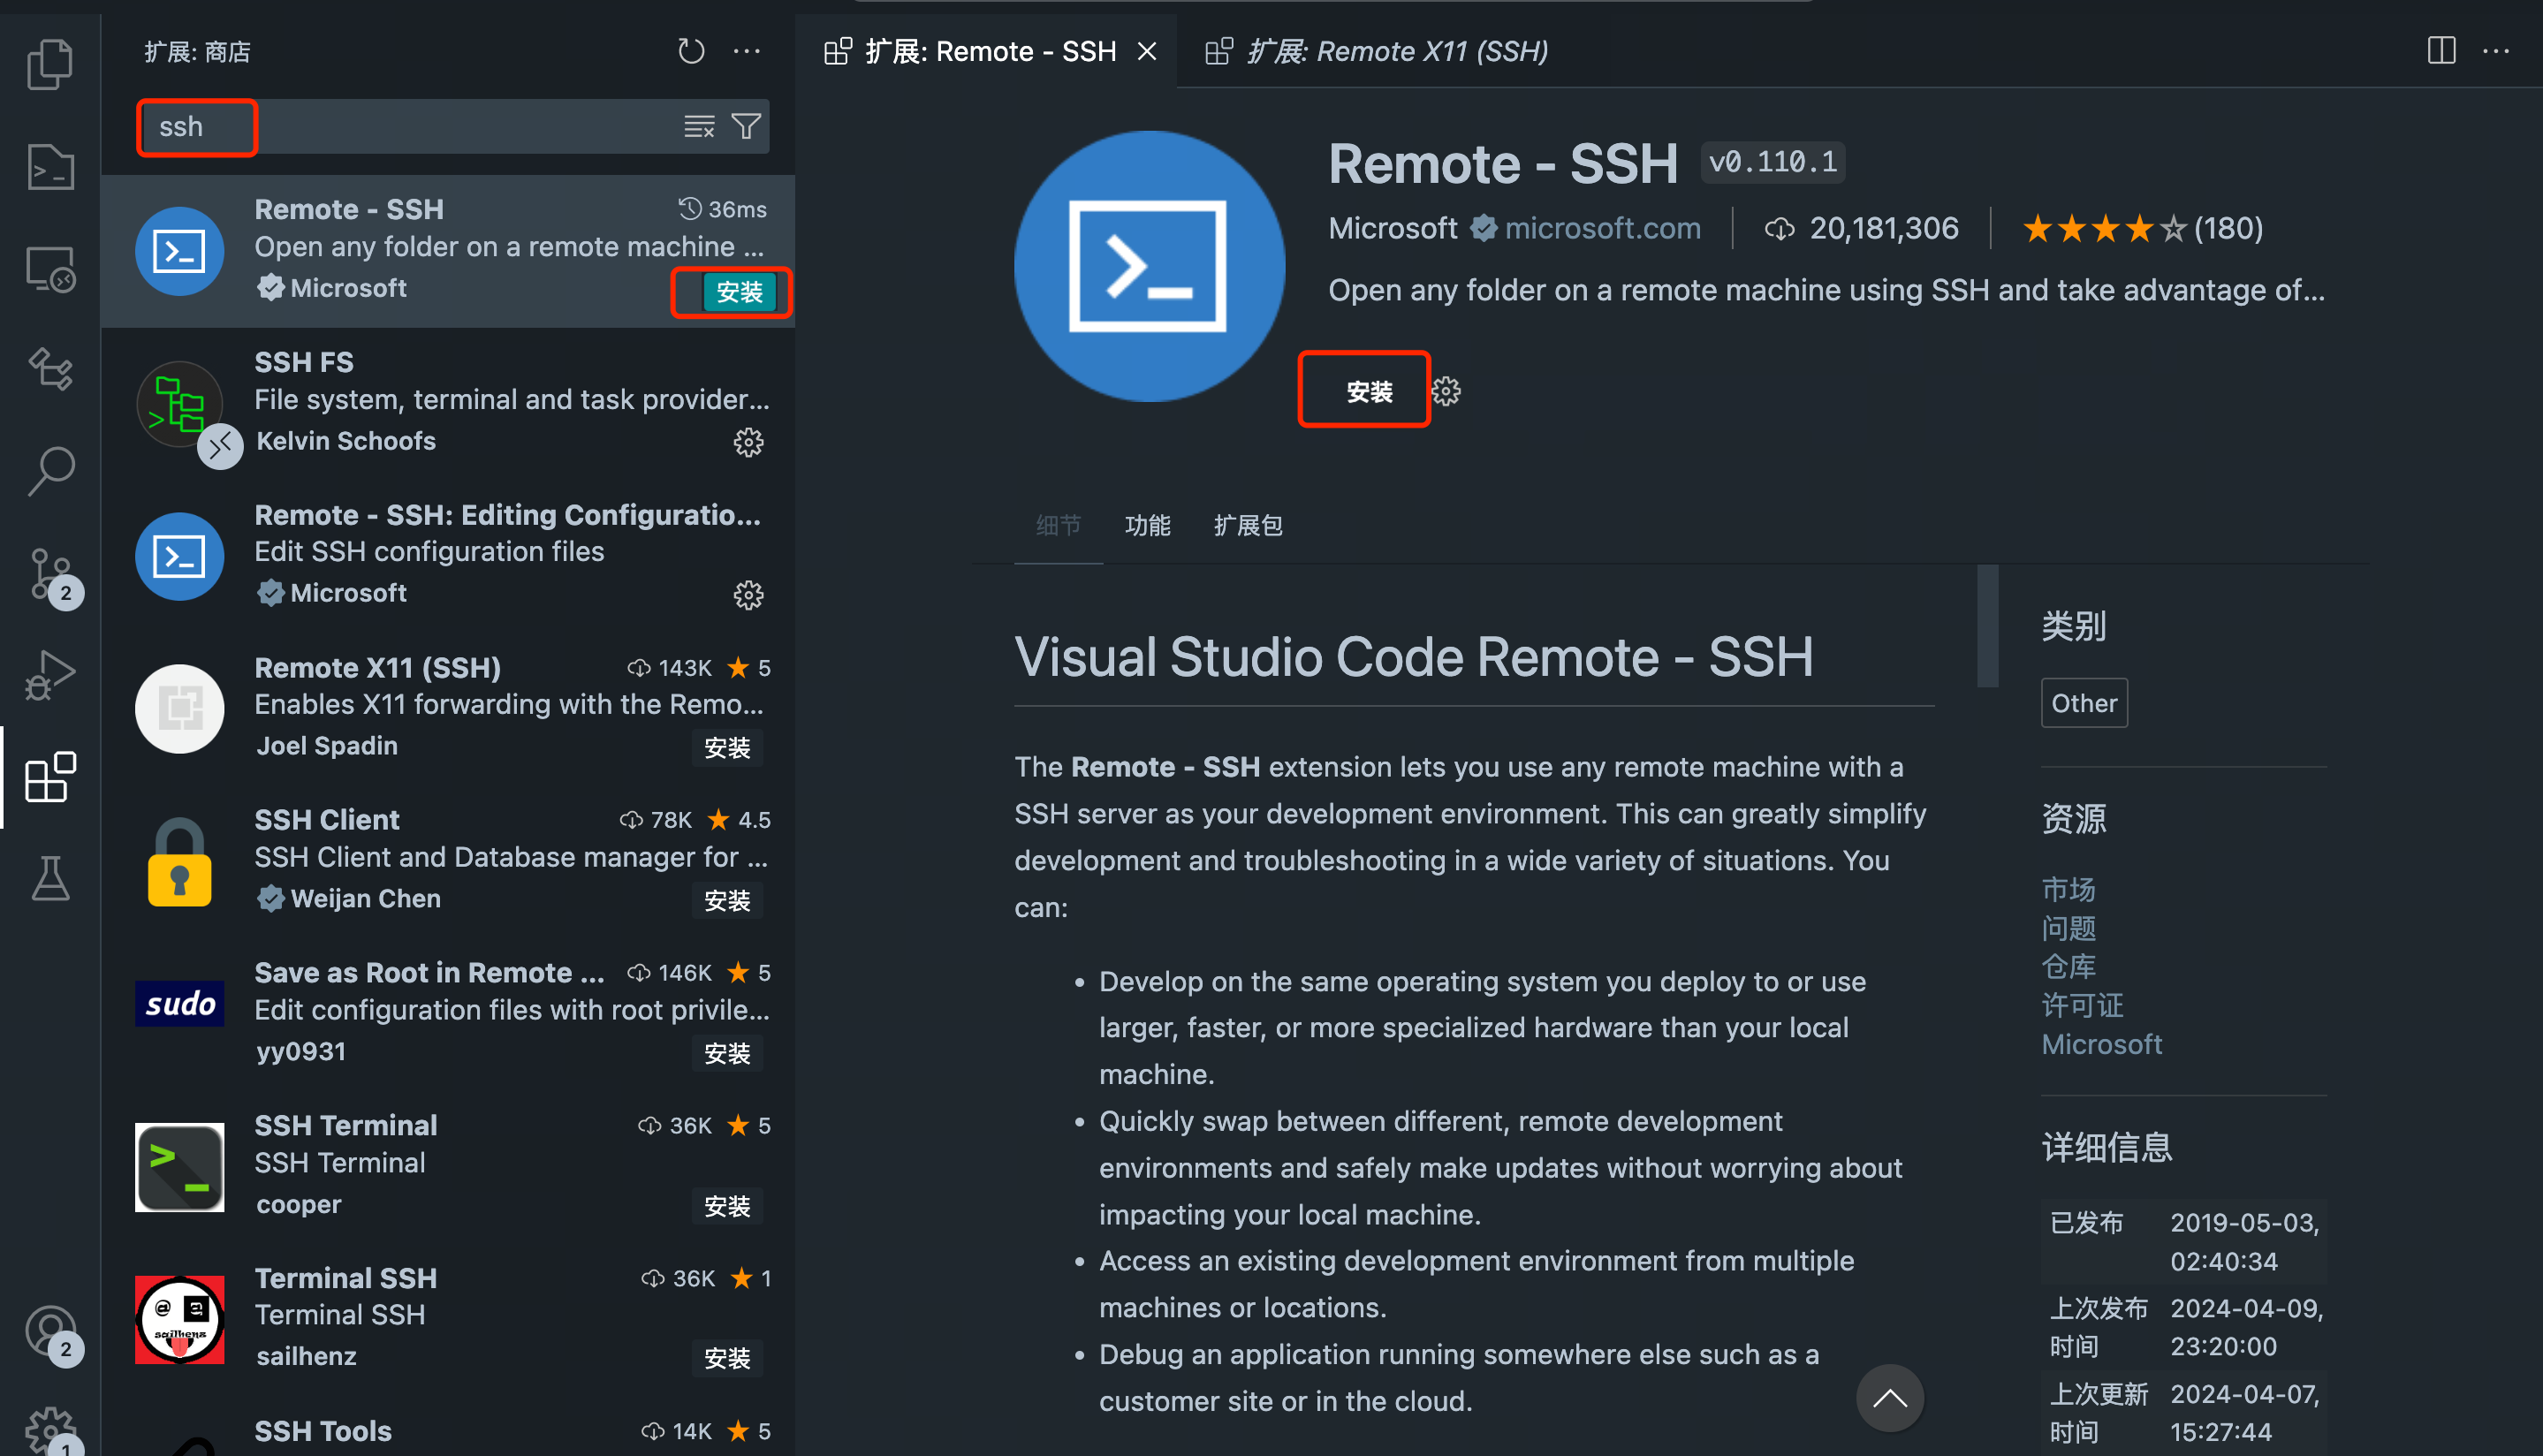 扩展: 商店
ssh
Remote - SSH
36ms
Open any folder on a remote machine ...
Microsoft
安装
SSH FS
File system, terminal and task provider...
Kelvin Schoofs
Remote - SSH: Editing Configuratio...
Edit SSH configuration files
Microsoft
Remote X11 (SSH) 143K 5
Enables X11 forwarding with the Remo...
Joel Spadin
安装
SSH Client 78K 4.5
SSH Client and Database manager for ...
Weijan Chen
安装
sudo
Save as Root in Remote ... 146K 5
Edit configuration files with root privile...
yy0931
安装
SSH Terminal 36K 5
SSH Terminal
cooper
安装
Terminal SSH 36K 1
Terminal SSH
sailhenz
安装
SSH Tools 14K 5
2
2
1
扩展: Remote - SSH
扩展: Remote X11 (SSH)
Remote - SSH v0.110.1
Microsoft microsoft.com 20,181,306 (180)
Open any folder on a remote machine using SSH and take advantage of...
安装
细节 功能 扩展包
Visual Studio Code Remote - SSH
The Remote - SSH extension lets you use any remote machine with a
SSH server as your development environment. This can greatly simplify
development and troubleshooting in a wide variety of situations. You
can:
• Develop on the same operating system you deploy to or use
larger, faster, or more specialized hardware than your local
machine.
• Quickly swap between different, remote development
environments and safely make updates without worrying about
impacting your local machine.
• Access an existing development environment from multiple
machines or locations.
• Debug an application running somewhere else such as a
customer site or in the cloud.
类别
Other
资源
市场
问题
仓库
许可证
Microsoft
详细信息
已发布 2019-05-03,
02:40:34
上次发布 2024-04-09,
时间 23:20:00
上次更新 2024-04-07,
时间 15:27:44